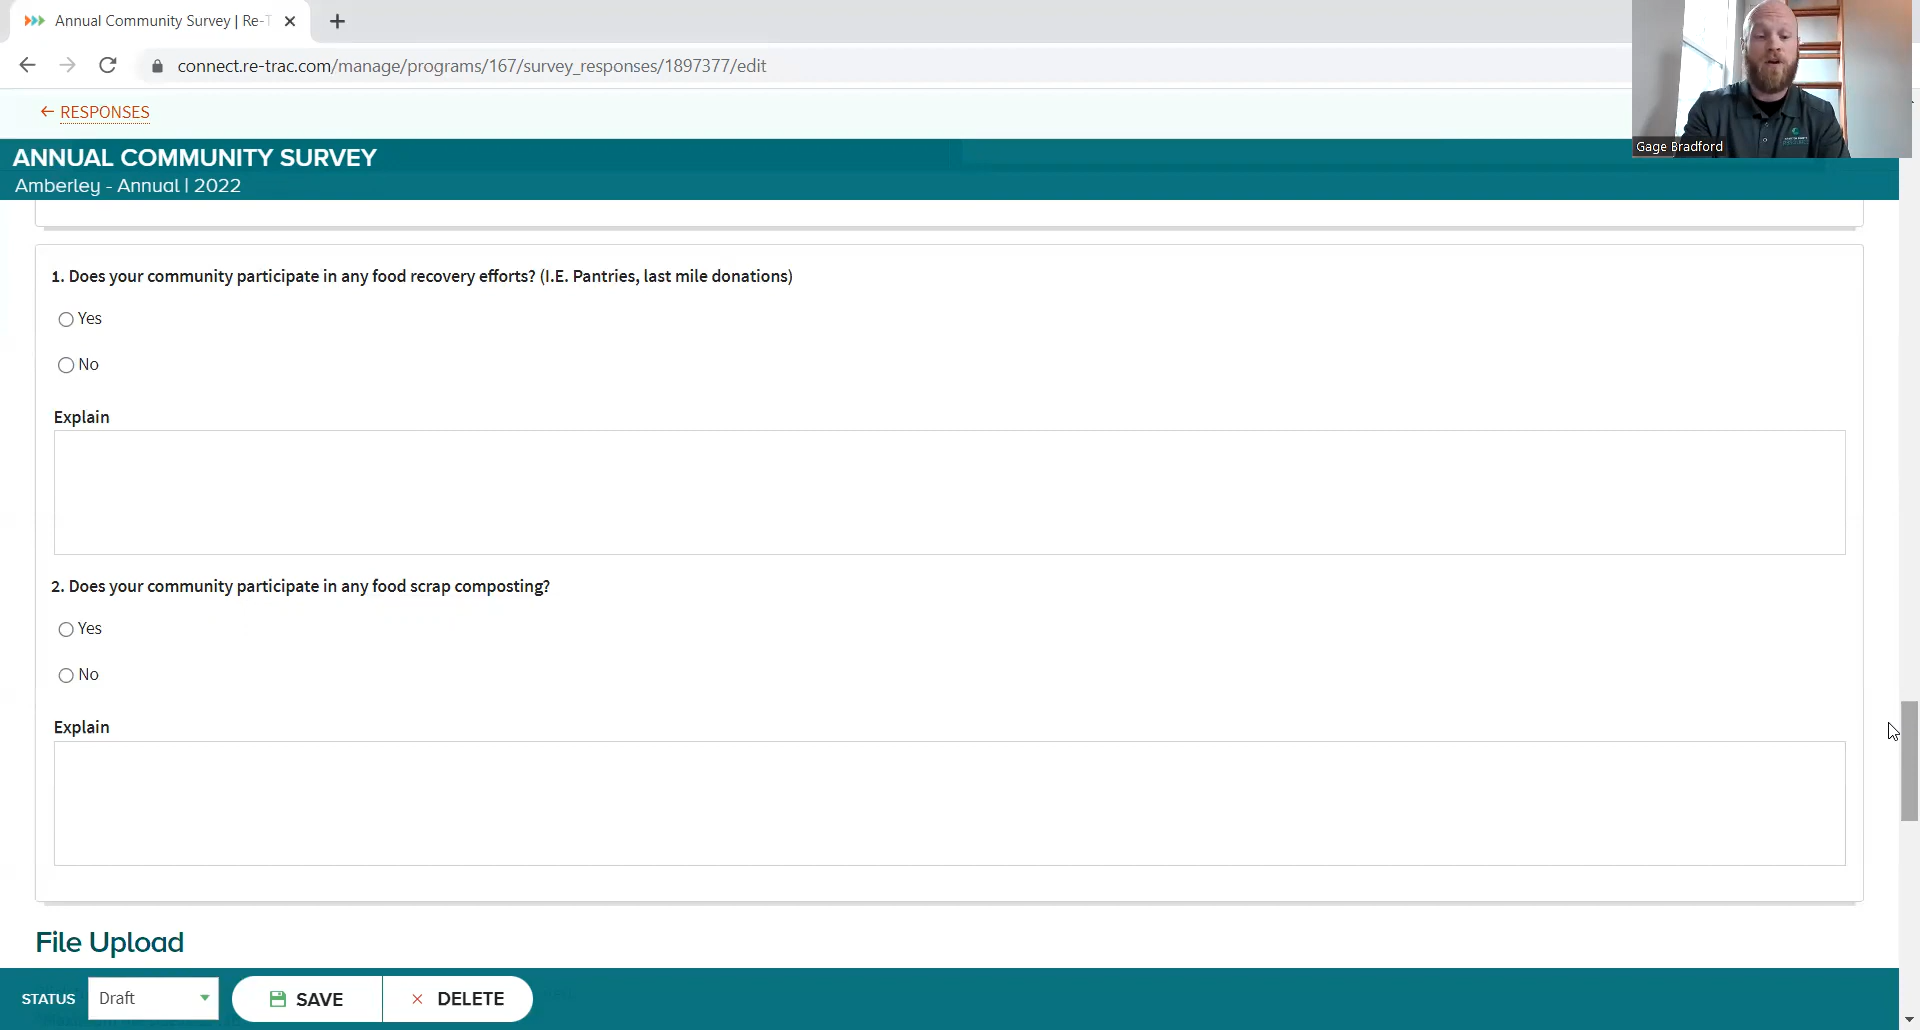 Annual Community Survey | Re-T
connect.re-trac.com/manage/programs/167/survey_responses/1897377/edit
← RESPONSES
Gage Bradford
ANNUAL COMMUNITY SURVEY
Amberley - Annual | 2022
1. Does your community participate in any food recovery efforts? (I.E. Pantries, last mile donations)
Yes
No
Explain
2. Does your community participate in any food scrap composting?
Yes
No
Explain
File Upload
STATUS Draft SAVE DELETE